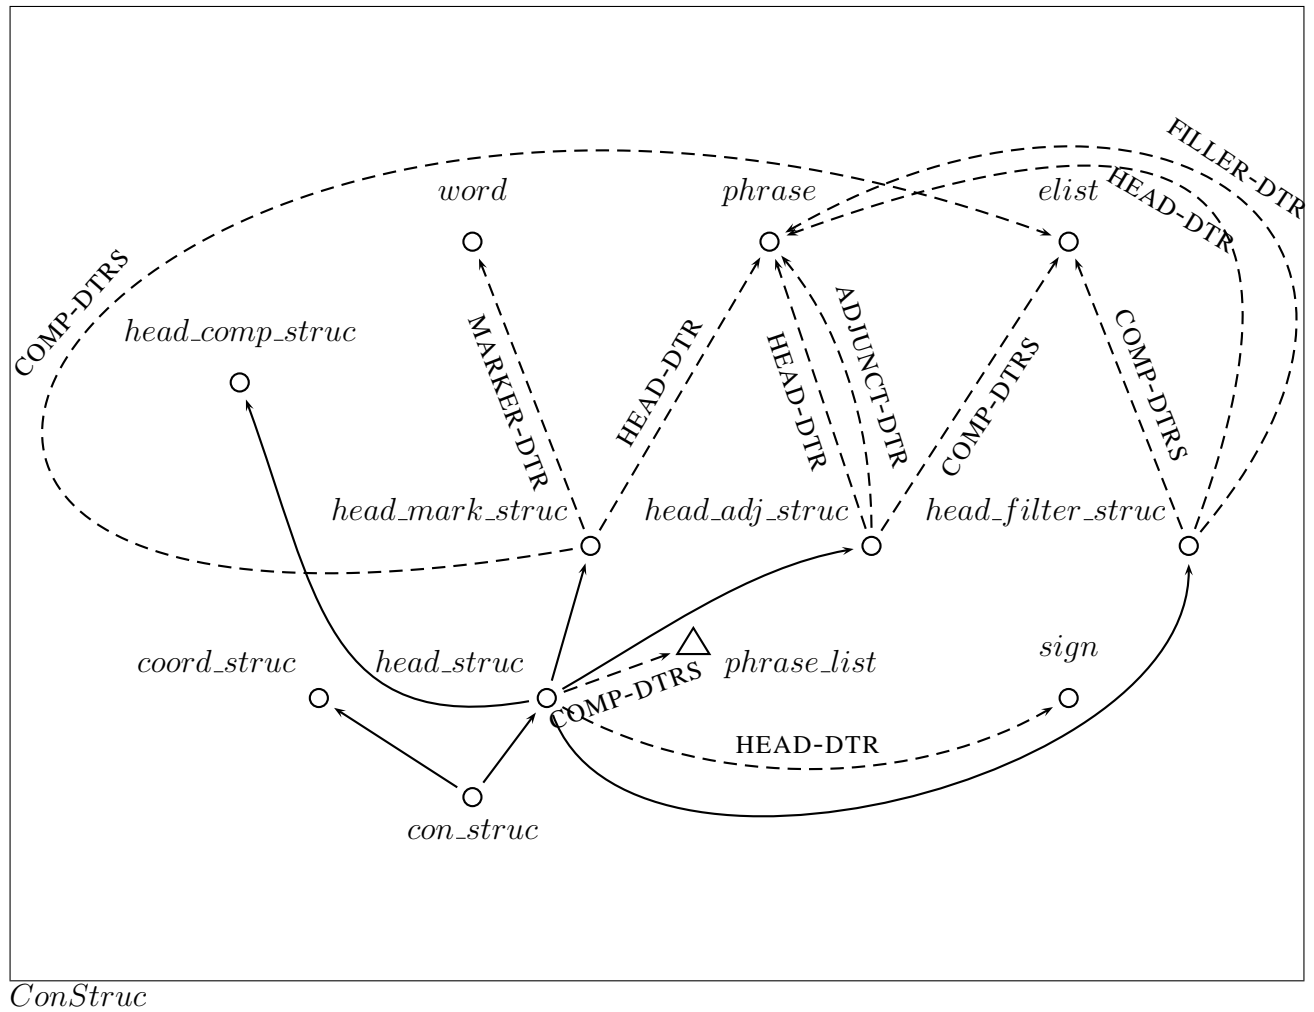 FILLER-DTR
word
phrase
elist
HEAD-DTR
COMP-DTRS
head_comp_struc
MARKER-DTR
HEAD-DTR
HEAD-DTR
ADJUNCT-DTR
COMP-DTRS
COMP-DTRS
head_mark_struc
head_adj_struc
head_filter_struc
coord_struc
head_struc
phrase_list
sign
COMP-DTRS
HEAD-DTR
con_struc
ConStruc